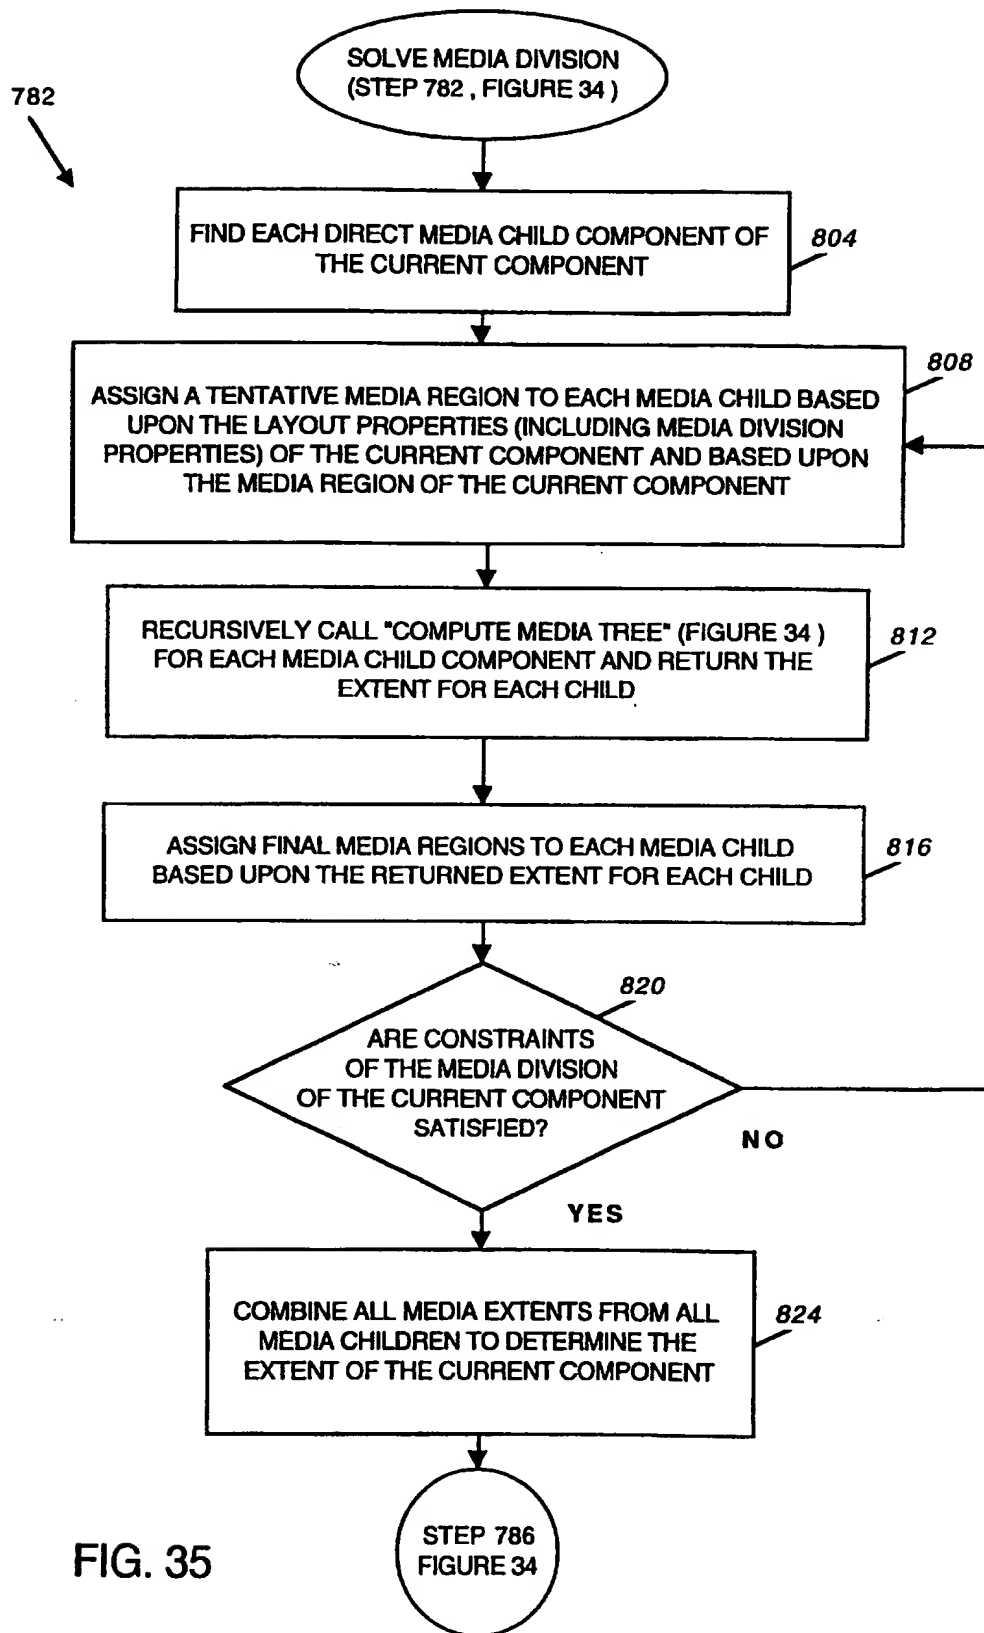 SOLVE MEDIA DIVISION
(STEP 782 , FIGURE 34 )
782
FIND EACH DIRECT MEDIA CHILD COMPONENT OF
THE CURRENT COMPONENT
804
808
ASSIGN A TENTATIVE MEDIA REGION TO EACH MEDIA CHILD BASED
UPON THE LAYOUT PROPERTIES (INCLUDING MEDIA DIVISION
PROPERTIES) OF THE CURRENT COMPONENT AND BASED UPON
THE MEDIA REGION OF THE CURRENT COMPONENT
RECURSIVELY CALL "COMPUTE MEDIA TREE" (FIGURE 34 )
FOR EACH MEDIA CHILD COMPONENT AND RETURN THE
EXTENT FOR EACH CHILD
812
ASSIGN FINAL MEDIA REGIONS TO EACH MEDIA CHILD
BASED UPON THE RETURNED EXTENT FOR EACH CHILD
816
820
ARE CONSTRAINTS
OF THE MEDIA DIVISION
OF THE CURRENT COMPONENT
SATISFIED?
NO
YES
COMBINE ALL MEDIA EXTENTS FROM ALL
MEDIA CHILDREN TO DETERMINE THE
EXTENT OF THE CURRENT COMPONENT
824
STEP 786
FIGURE 34
FIG. 35